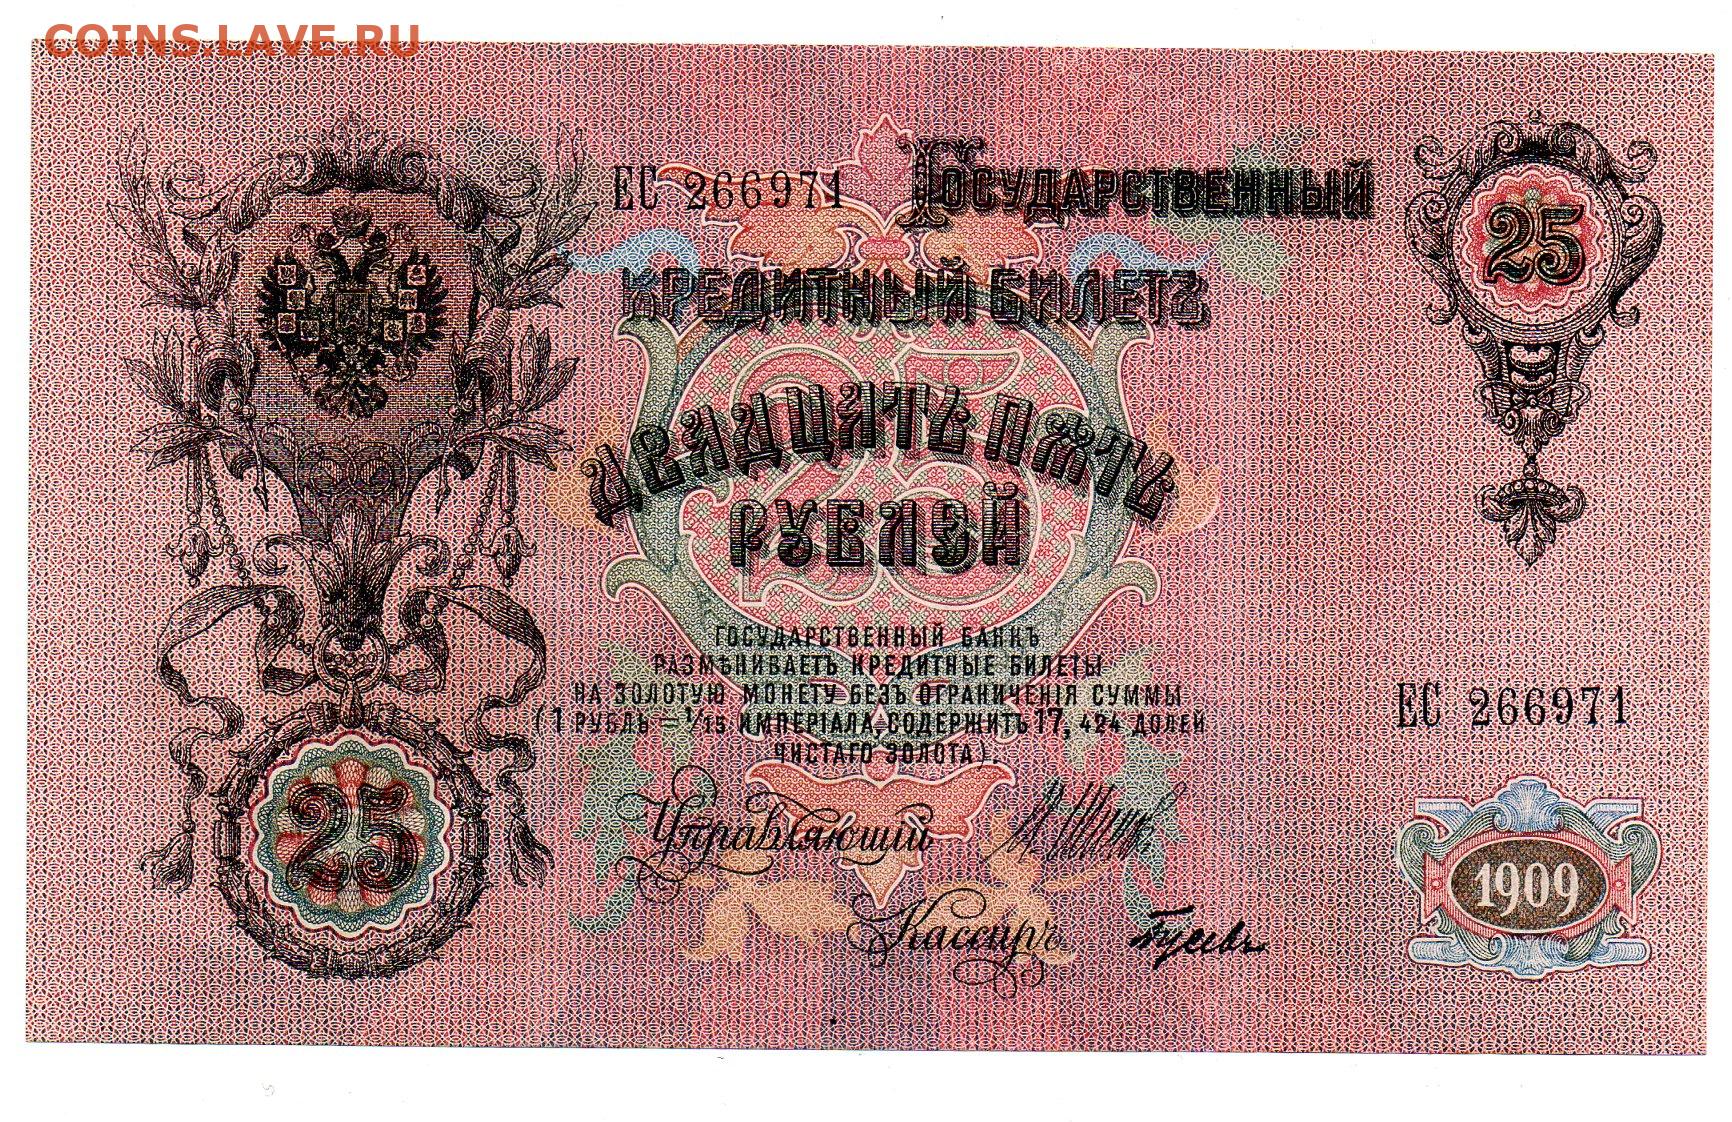 COINS.LAVE.RU
ЕС 266971 ГОСУДАРСТВЕННЫЙ
25
КРЕДИТНЫЙ БИЛЕТЪ
25
ДВАДЦАТЬ ПЯТЬ
РУБЛЕЙ
ГОСУДАРСТВЕННЫЙ БАНКЪ
РАЗМѢНИВАЕТЪ КРЕДИТНЫЕ БИЛЕТЫ
НА ЗОЛОТУЮ МОНЕТУ БЕЗЪ ОГРАНИЧЕНІЯ СУММЫ
(1 РУБЛЬ = 1/15 ИМПЕРІАЛА, СОДЕРЖИТЪ 17, 424 ДОЛЕЙ
ЧИСТАГО ЗОЛОТА).
ЕС 266971
25
Управляющій
Кассиръ
Гусевъ
1909